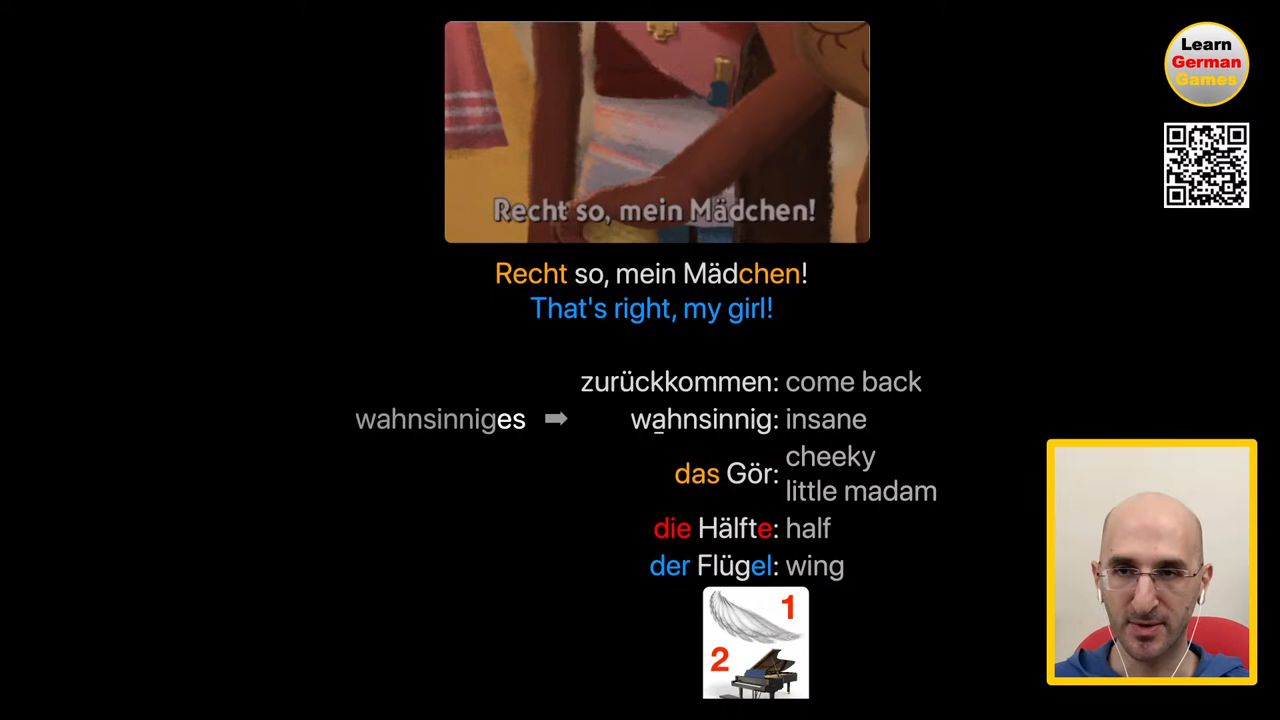 Learn
German
Games
Recht so, mein Mädchen!
Recht so, mein Mädchen!
That's right, my girl!
zurückkommen: come back
wahnsinniges ➡ wahnsinnig: insane
das Gör: cheeky
little madam
die Hälfte: half
der Flügel: wing
1
2